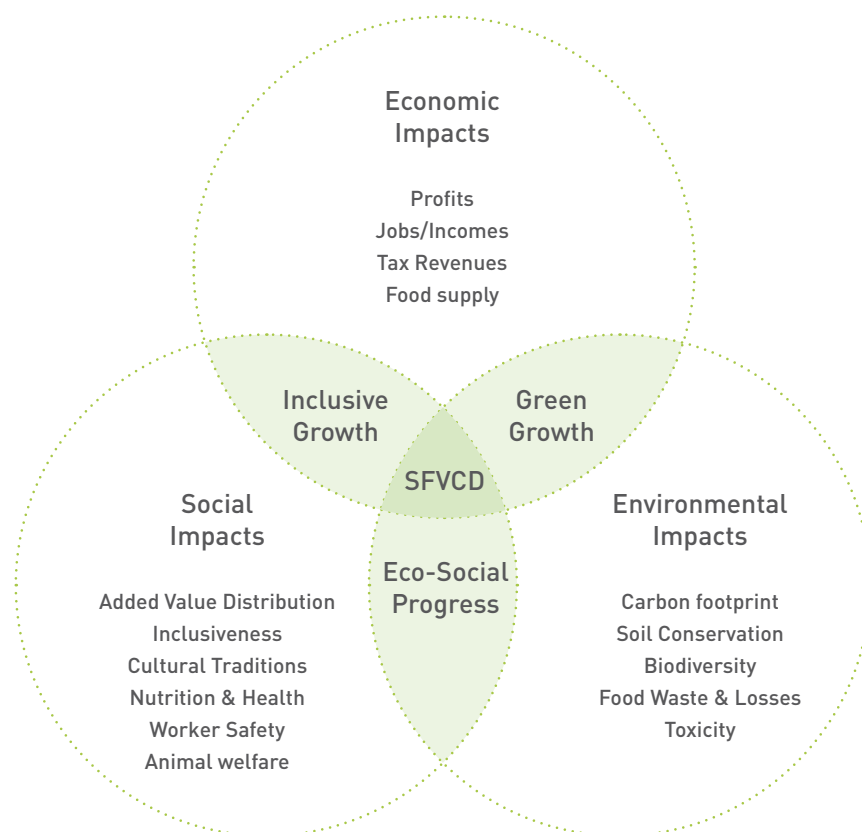 Economic
Impacts
Profits
Jobs/Incomes
Tax Revenues
Food supply
Inclusive
Growth
Green
Growth
SFVCD
Social
Impacts
Added Value Distribution
Inclusiveness
Cultural Traditions
Nutrition & Health
Worker Safety
Animal welfare
Eco-Social
Progress
Environmental
Impacts
Carbon footprint
Soil Conservation
Biodiversity
Food Waste & Losses
Toxicity